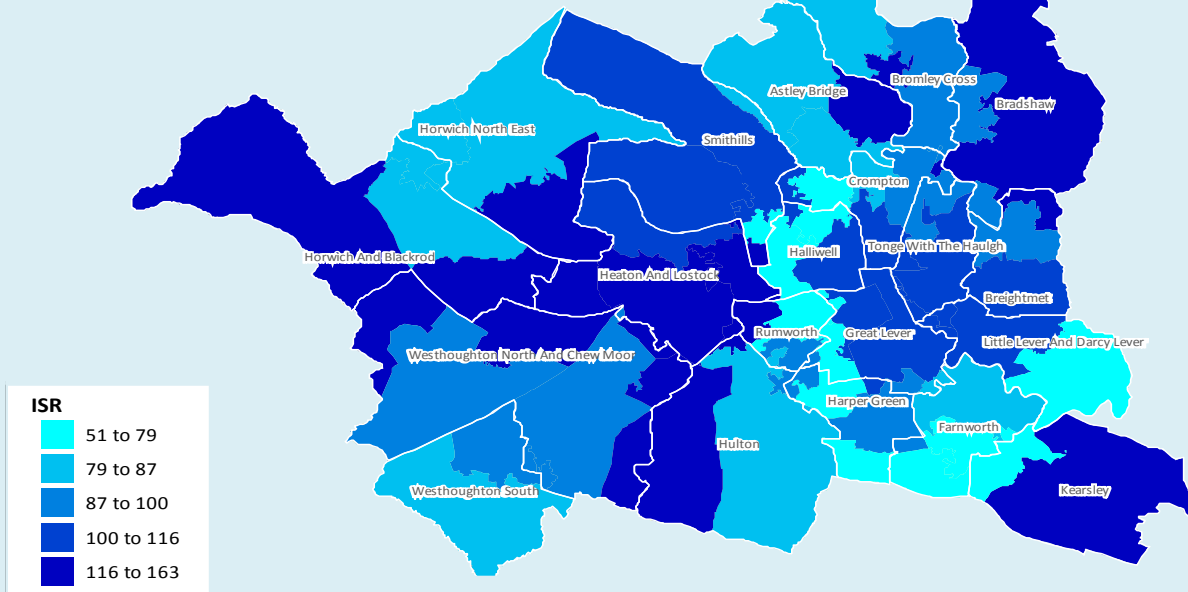 Astley Bridge
Bromley Cross
Bradshaw
Horwich North East
Smithills
Crompton
Halliwell
Tonge With The Haulgh
Horwich And Blackrod
Heaton And Lostock
Breightmet
Rumworth
Great Lever
Little Lever And Darcy Lever
Westhoughton North And Chew Moor
Harper Green
Farnworth
Hulton
Westhoughton South
Kearsley
ISR
51 to 79
79 to 87
87 to 100
100 to 116
116 to 163